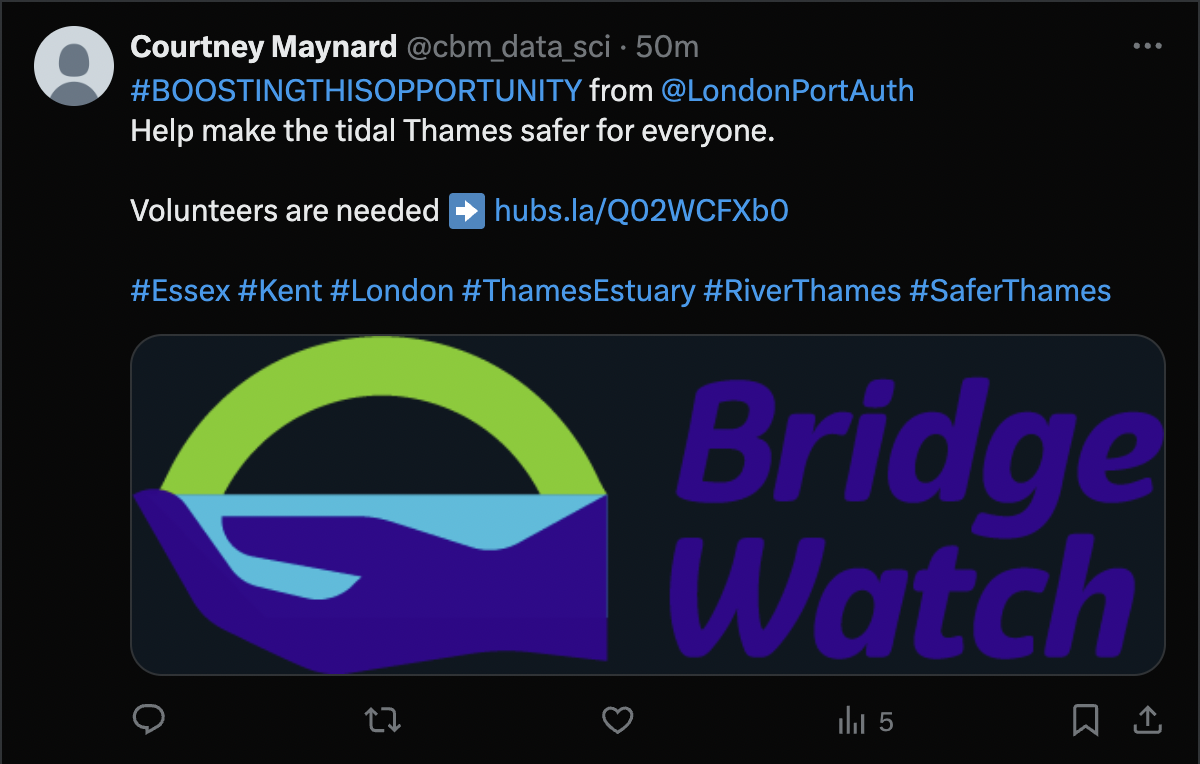 Courtney Maynard @cbm_data_sci · 50m
#BOOSTINGTHISOPPORTUNITY from @LondonPortAuth
Help make the tidal Thames safer for everyone.
Volunteers are needed ➡️ hubs.la/Q02WCFXb0
#Essex #Kent #London #ThamesEstuary #RiverThames #SaferThames
Bridge
Watch
5